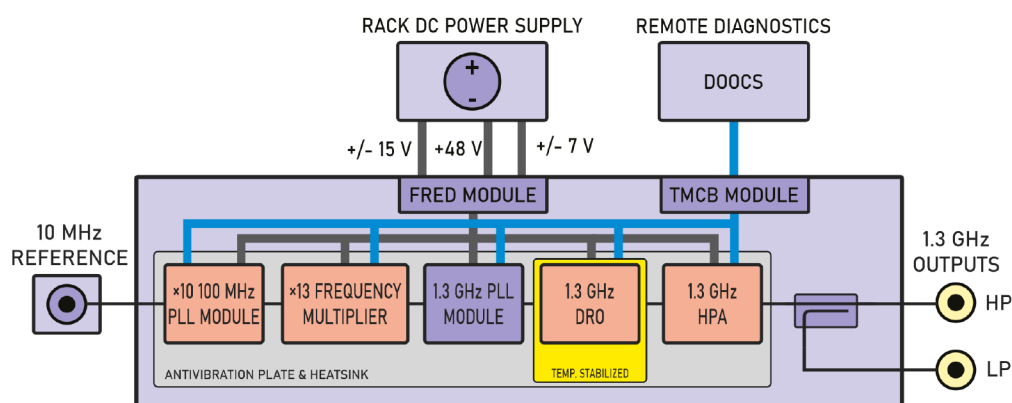 RACK DC POWER SUPPLY
REMOTE DIAGNOSTICS
+
-
DOOCS
+/- 15 V
+48 V
+/- 7 V
FRED MODULE
TMCB MODULE
10 MHz
REFERENCE
×10 100 MHz
PLL MODULE
×13 FREQUENCY
MULTIPLIER
1.3 GHz PLL
MODULE
1.3 GHz
DRO
1.3 GHz
HPA
1.3 GHz
OUTPUTS
HP
LP
ANTIVIBRATION PLATE & HEATSINK
TEMP. STABILIZED